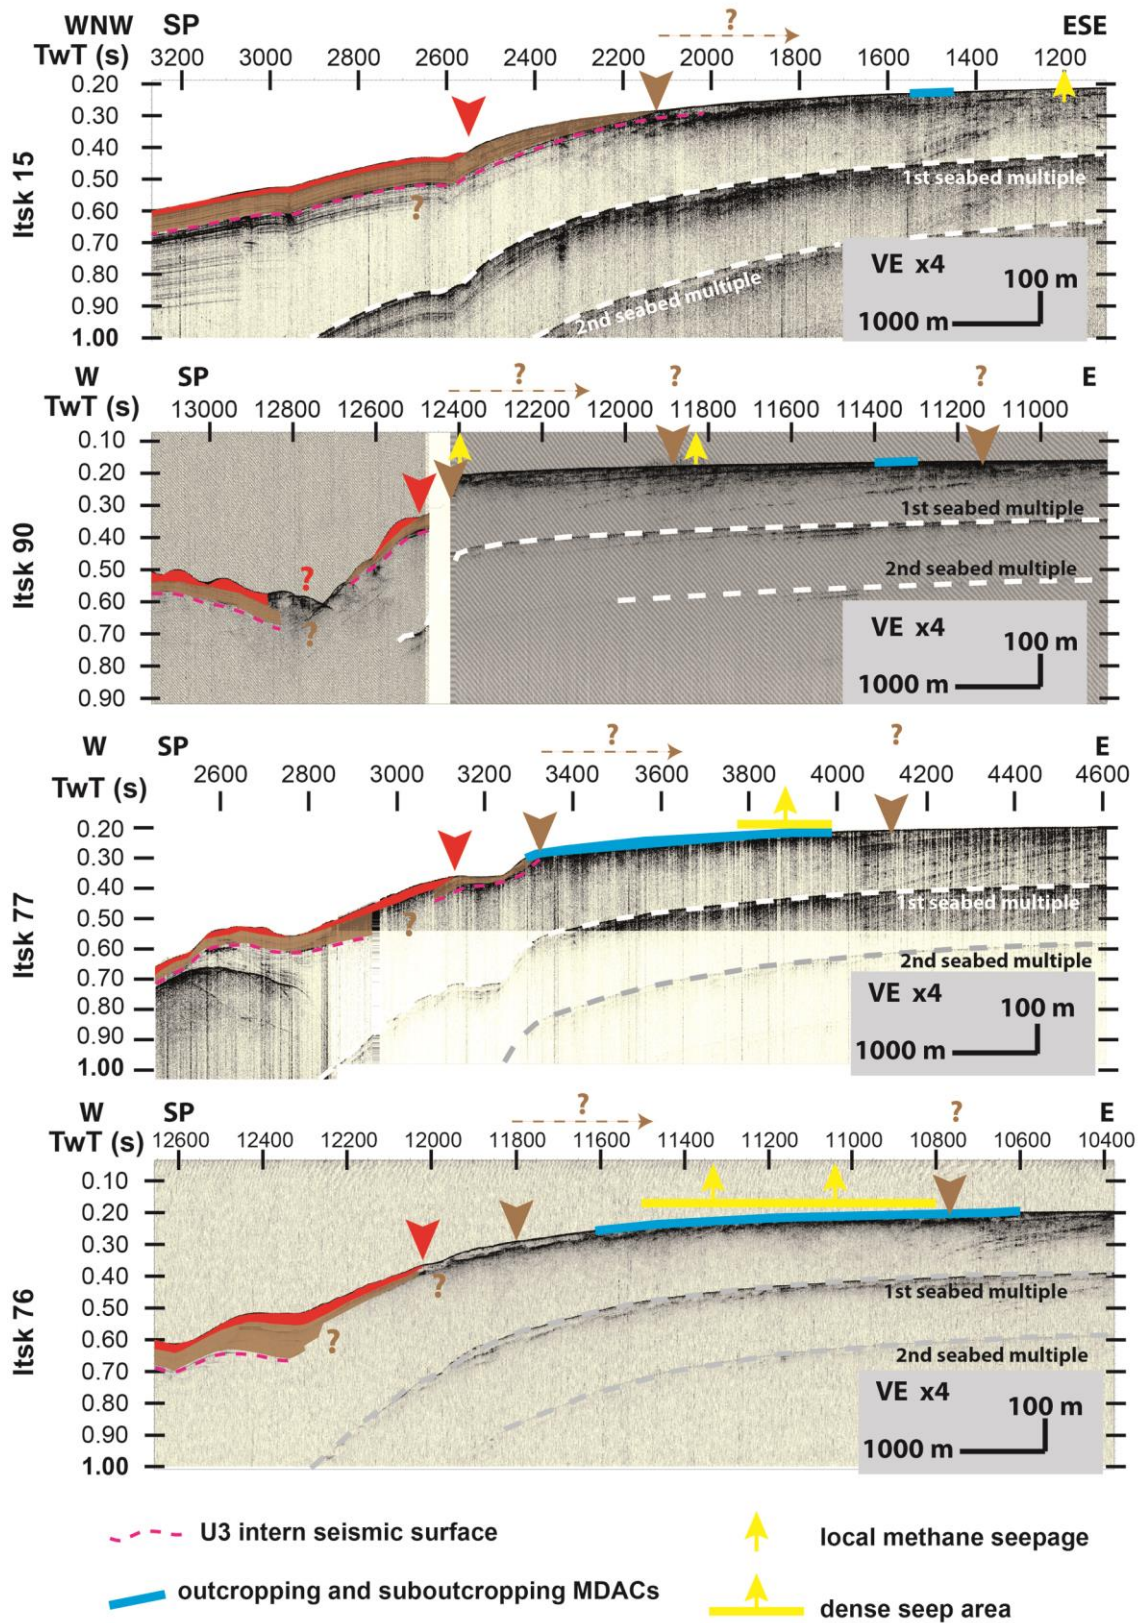 WNW SP ? ESE
TwT (s) 3200 3000 2800 2600 2400 2200 2000 1800 1600 1400 1200
0.20
0.30
0.40
0.50
0.60
0.70
0.80
0.90
1.00
Itsk 15
?
1st seabed multiple
2nd seabed multiple
VE x4
100 m
1000 m
W SP ? ? ? E
TwT (s) 13000 12800 12600 12400 12200 12000 11800 11600 11400 11200 11000
0.10
0.20
0.30
0.40
0.50
0.60
0.70
0.80
0.90
Itsk 90
?
?
1st seabed multiple
2nd seabed multiple
VE x4
100 m
1000 m
W SP ? ? E
TwT (s) 2600 2800 3000 3200 3400 3600 3800 4000 4200 4400 4600
0.20
0.30
0.40
0.50
0.60
0.70
0.80
0.90
1.00
Itsk 77
?
1st seabed multiple
2nd seabed multiple
VE x4
100 m
1000 m
W SP ? ? E
TwT (s)
12600 12400 12200 12000 11800 11600 11400 11200 11000 10800 10600 10400
0.10
0.20
0.30
0.40
0.50
0.60
0.70
0.80
0.90
1.00
Itsk 76
?
?
1st seabed multiple
2nd seabed multiple
VE x4
100 m
1000 m
U3 intern seismic surface
local methane seepage
outcropping and suboutcropping MDACs
dense seep area